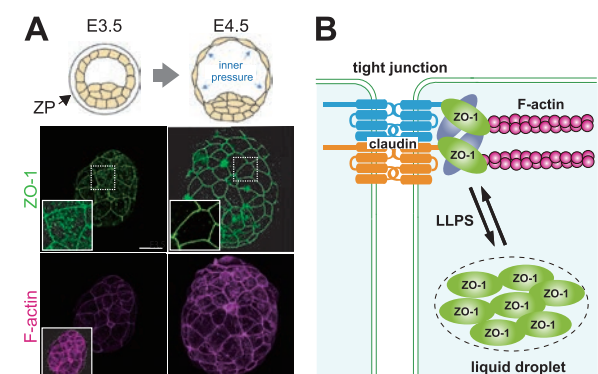 A
E3.5
E4.5
inner
pressure
ZP
ZO-1
F-actin
B
tight junction
ZO-1
F-actin
claudin
ZO-1
LLPS
ZO-1
ZO-1
ZO-1
ZO-1
ZO-1
ZO-1
ZO-1
liquid droplet